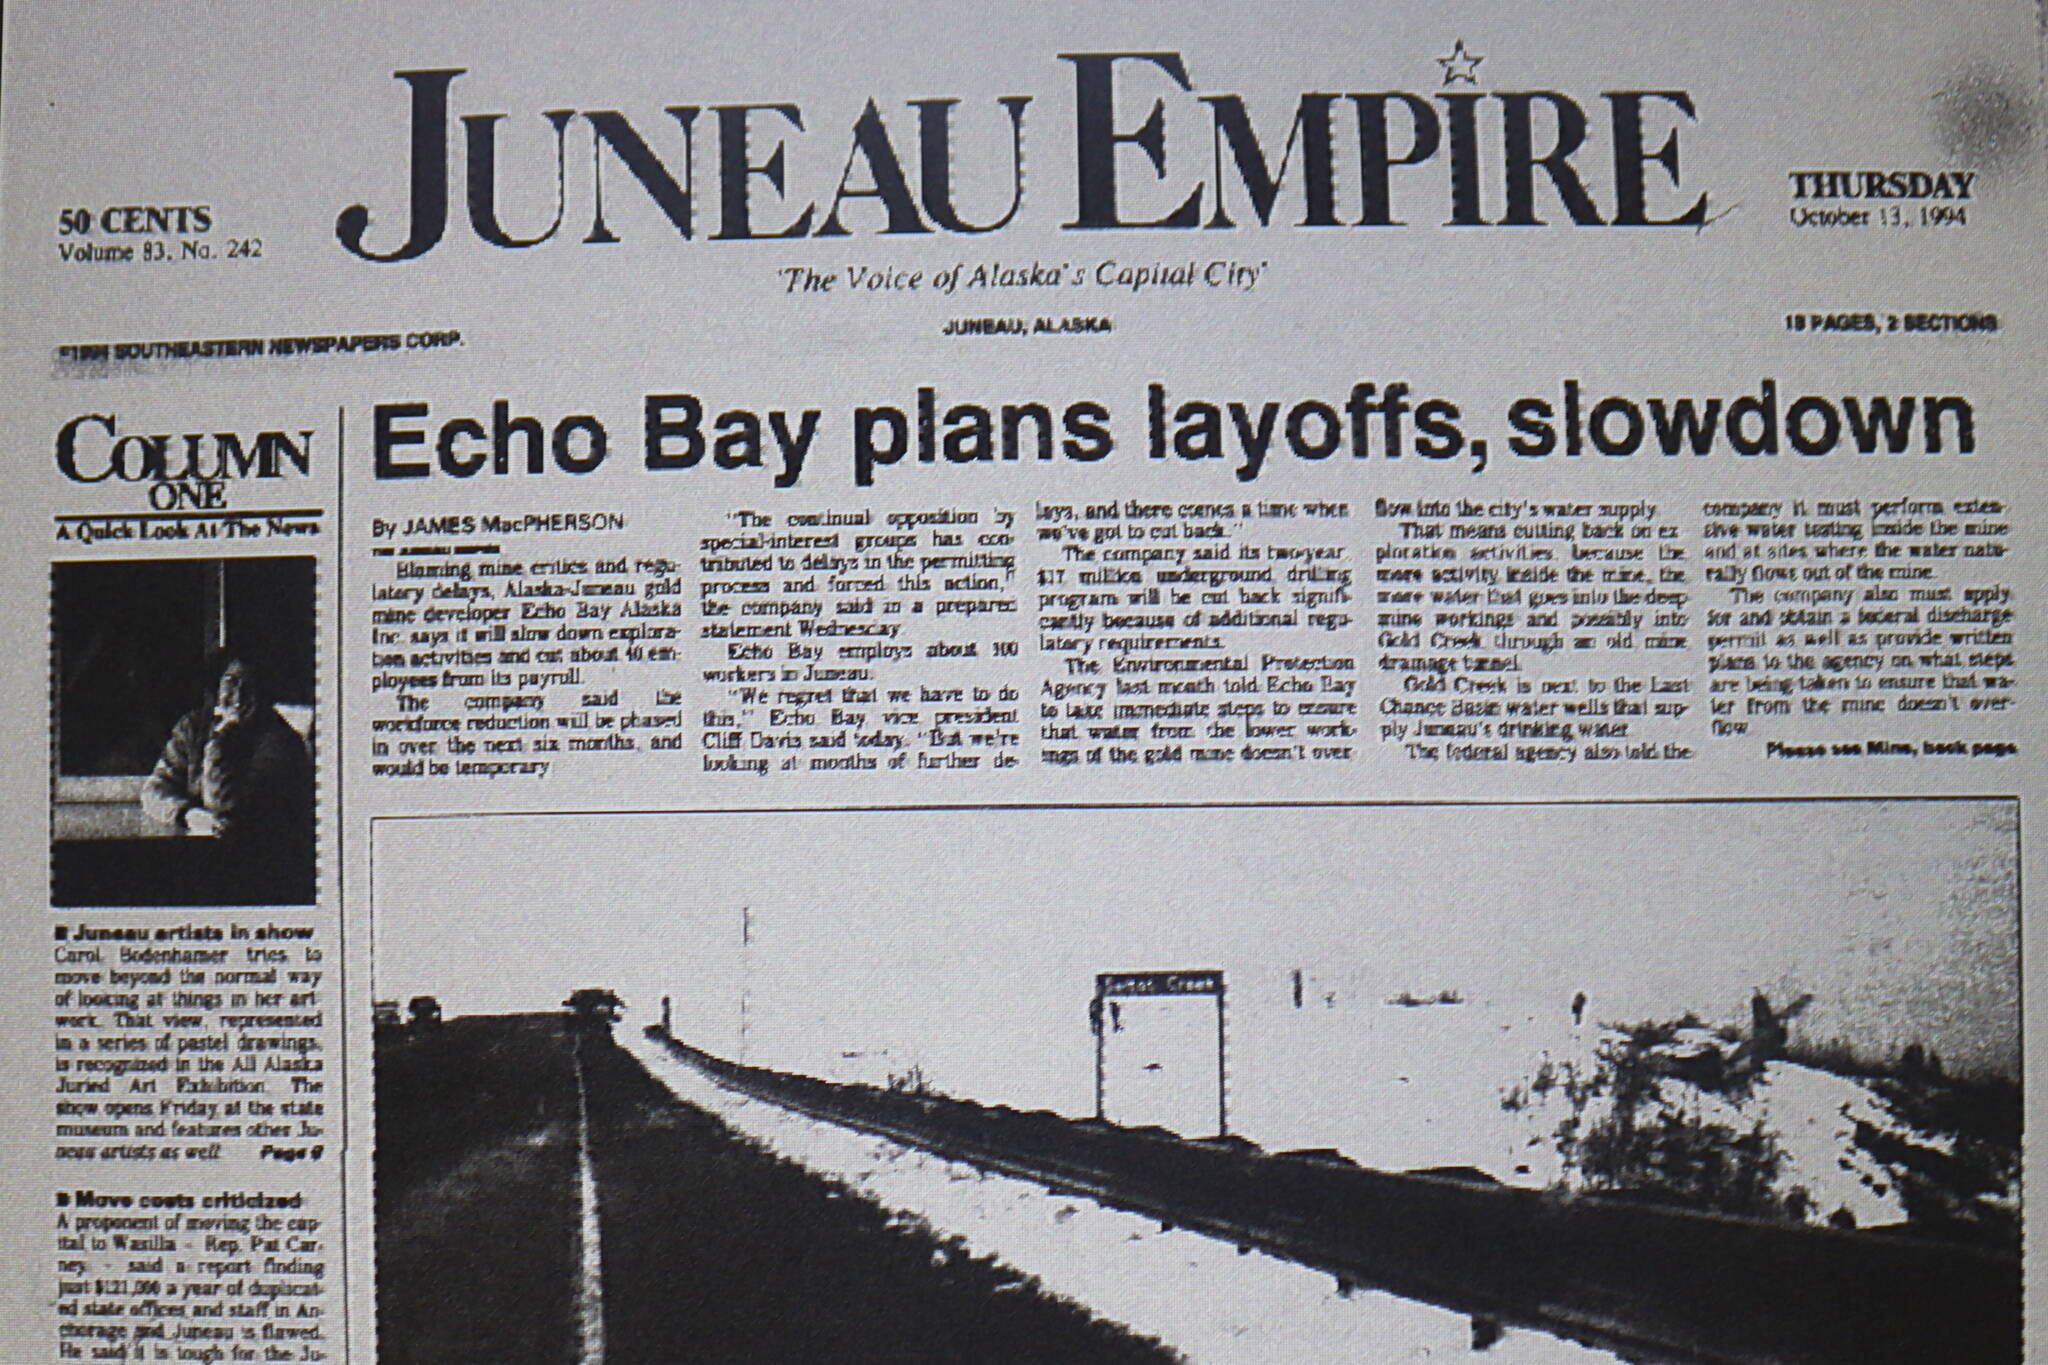 JUNEAU EMPIRE
50 CENTS
Volume 83, No. 242
THURSDAY
October 13, 1994
'The Voice of Alaska's Capital City'
JUNEAU, ALASKA
18 PAGES, 2 SECTIONS
SOUTHEASTERN NEWSPAPERS CORP.
COLUMN
ONE
A Quick Look At The News
■ Juneau artists in show
Carol Bodenhamer tries to
move beyond the normal way
of looking at things in her art
work. That view, represented
in a series of pastel drawings,
is recognized in the All Alaska
Juried Art Exhibition. The
show opens Friday at the state
museum and features other Ju-
neau artists as well
■ Move costs criticized
A proponent of moving the cap-
ital to Wasilla - Rep. Pat Car-
ney - said a report finding
just $121,000 a year of duplicat-
ed state offices and staff in An-
chorage and Juneau is flawed.
He said it is tough for the Ju-
Echo Bay plans layoffs, slowdown
By JAMES MacPHERSON
THE JUNEAU EMPIRE
Blaming mine critics and regu-
latory delays, Alaska-Juneau gold
mine developer Echo Bay Alaska
Inc. says it will slow down explora-
tion activities and cut about 40 em-
ployees from its payroll.
The company said the
workforce reduction will be phased
in over the next six months, and
would be temporary
"The continual opposition by
special-interest groups has con-
tributed to delays in the permitting
process and forced this action,"
the company said in a prepared
statement Wednesday.
Echo Bay employs about 100
workers in Juneau.
"We regret that we have to do
this," Echo Bay vice president
Cliff Davis said today. "But we're
looking at months of further de-
lays, and there comes a time when
we've got to cut back."
The company said its two-year,
$17 million underground drilling
program will be cut back signifi-
cantly because of additional regu-
latory requirements.
The Environmental Protection
Agency last month told Echo Bay
to take immediate steps to ensure
that water from the lower work-
ings of the gold mine doesn't over
flow into the city's water supply.
That means cutting back on ex
ploration activities, because the
more activity inside the mine, the
more water that goes into the deep
mine workings and possibly into
Gold Creek through an old mine
drainage tunnel.
Gold Creek is next to the Last
Chance Basin water wells that sup-
ply Juneau's drinking water.
The federal agency also told the
company it must perform exten-
sive water testing inside the mine
and at sites where the water natu-
rally flows out of the mine.
The company also must apply
for and obtain a federal discharge
permit as well as provide written
plans to the agency on what steps
are being taken to ensure that wa-
ter from the mine doesn't over-
flow.
Please see Mine, back page
Creek